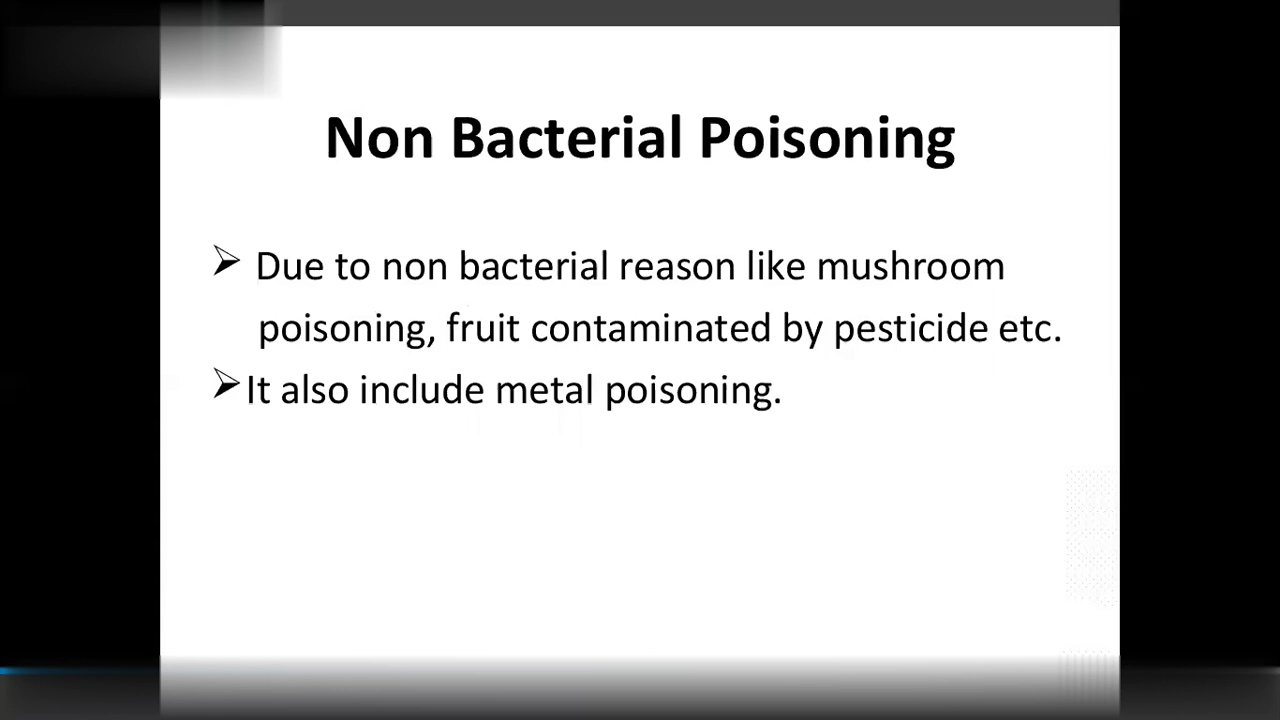 Non Bacterial Poisoning
➢ Due to non bacterial reason like mushroom
poisoning, fruit contaminated by pesticide etc.
➢It also include metal poisoning.